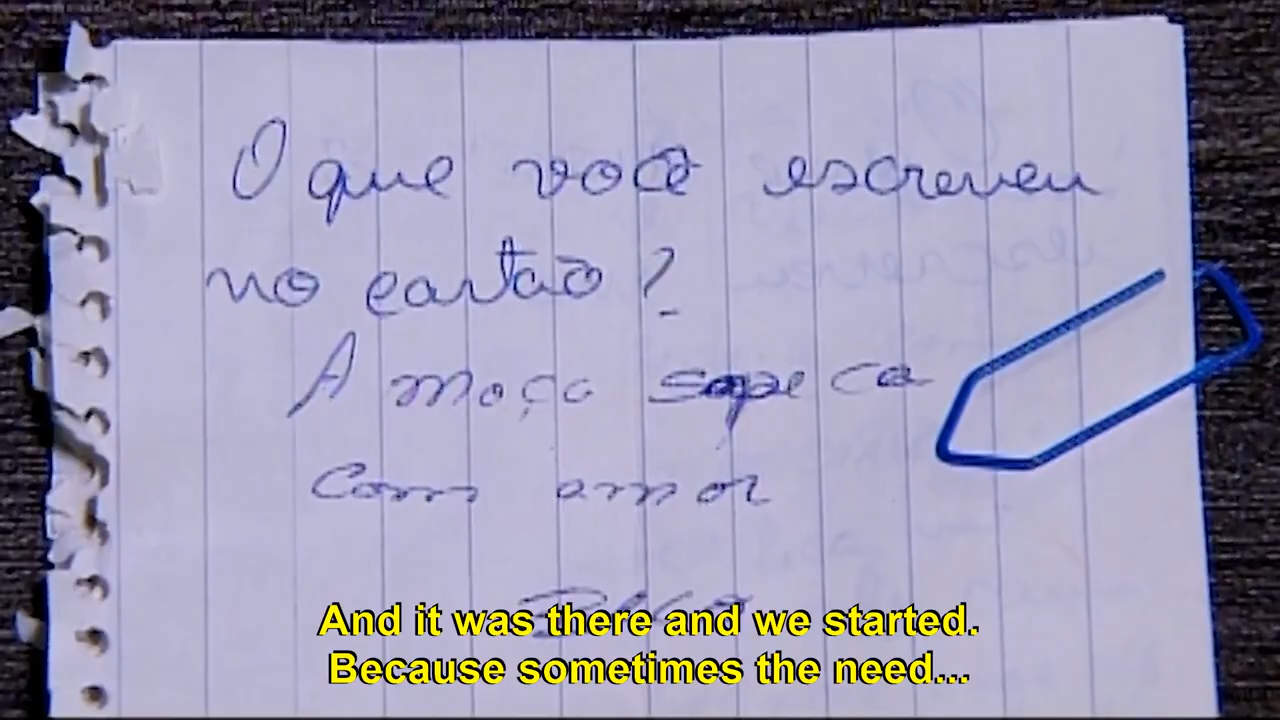 O que você escreveu
no cartão?
A moça sapeca
com amor
And it was there and we started.
Because sometimes the need...